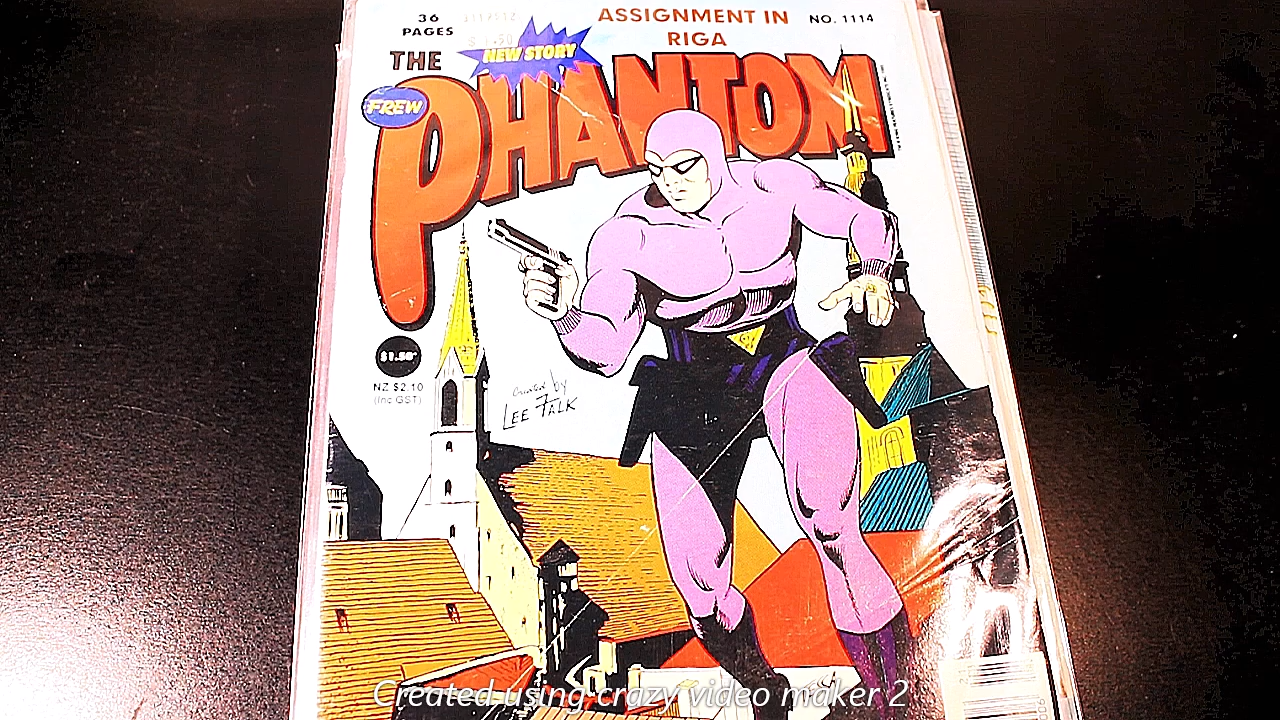 36
PAGES
ASSIGNMENT IN
RIGA
NO. 1114
NEW STORY
THE
PHANTOM
FREW
$1.50*
NZ $2.10
(Inc GST)
Created by
LEE FALK
Created using crazy video maker 2